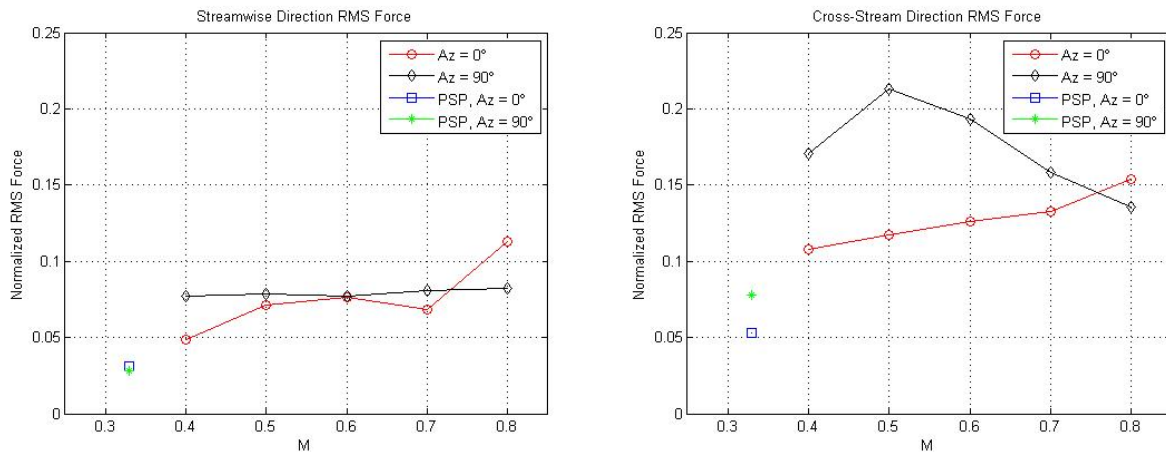 Streamwise Direction RMS Force
0.25
0.2
0.15
0.1
0.05
0
Normalized RMS Force
0.3 0.4 0.5 0.6 0.7 0.8
M
Az = 0°
Az = 90°
PSP, Az = 0°
PSP, Az = 90°
Cross-Stream Direction RMS Force
0.25
0.2
0.15
0.1
0.05
0
Normalized RMS Force
0.3 0.4 0.5 0.6 0.7 0.8
M
Az = 0°
Az = 90°
PSP, Az = 0°
PSP, Az = 90°